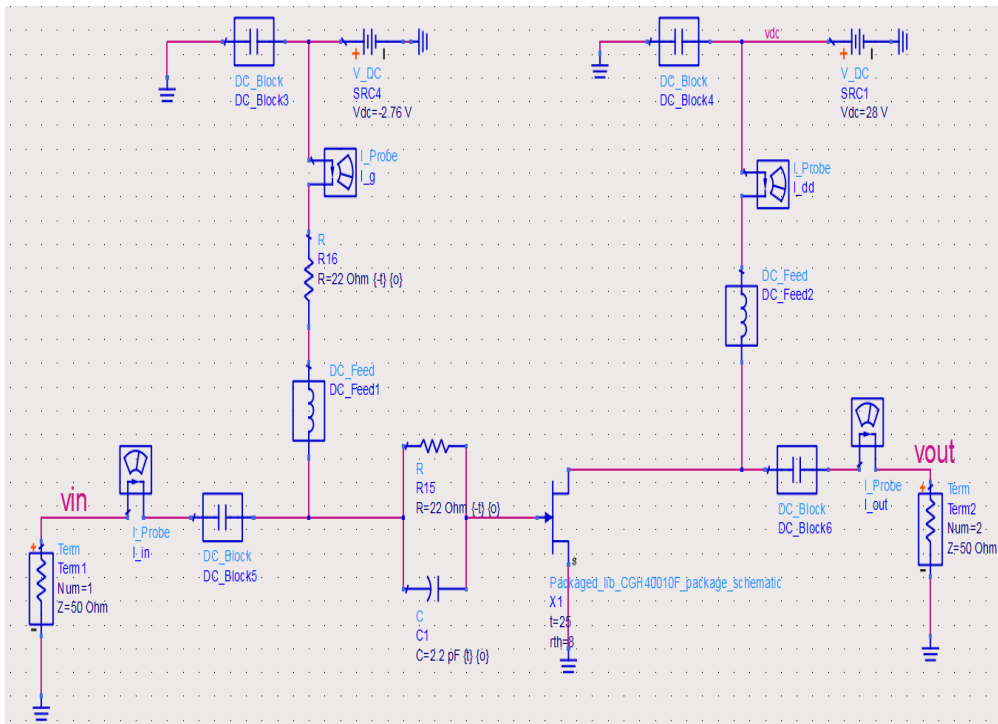 DC_Block
DC_Block3
V_DC
SRC4
Vdc=-2.76 V
I_Probe
I_g
R
R16
R=22 Ohm {-t} {o}
DC_Feed
DC_Feed1
vin
I_Probe
I_in
DC_Block
DC_Block5
Term
Term1
Num=1
Z=50 Ohm
R
R15
R=22 Ohm {-t} {o}
C
C1
C=2.2 pF {t} {o}
DC_Block
DC_Block4
vdc
V_DC
SRC1
Vdc=28 V
I_Probe
I_dd
DC_Feed
DC_Feed2
s
Packaged_lib_CGH40010F_package_schematic
X1
t=25
rth=8
DC_Block
DC_Block6
I_Probe
I_out
vout
Term
Term2
Num=2
Z=50 Ohm